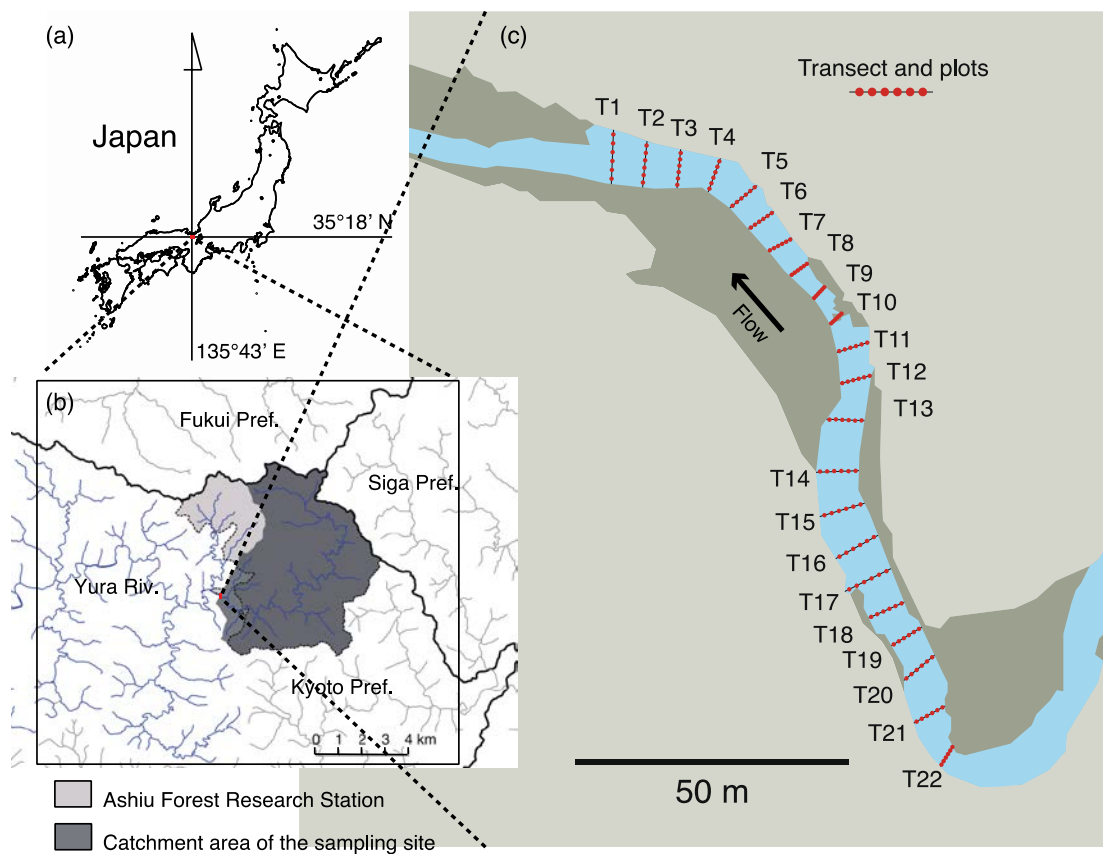 (a)
Japan
35°18' N
135°43' E
(b)
Fukui Pref.
Siga Pref.
Yura Riv.
Kyoto Pref.
0 1 2 3 4 km
Ashiu Forest Research Station
Catchment area of the sampling site
(c)
Transect and plots
T1
T2
T3
T4
T5
T6
T7
T8
T9
T10
T11
T12
T13
T14
T15
T16
T17
T18
T19
T20
T21
T22
Flow
50 m